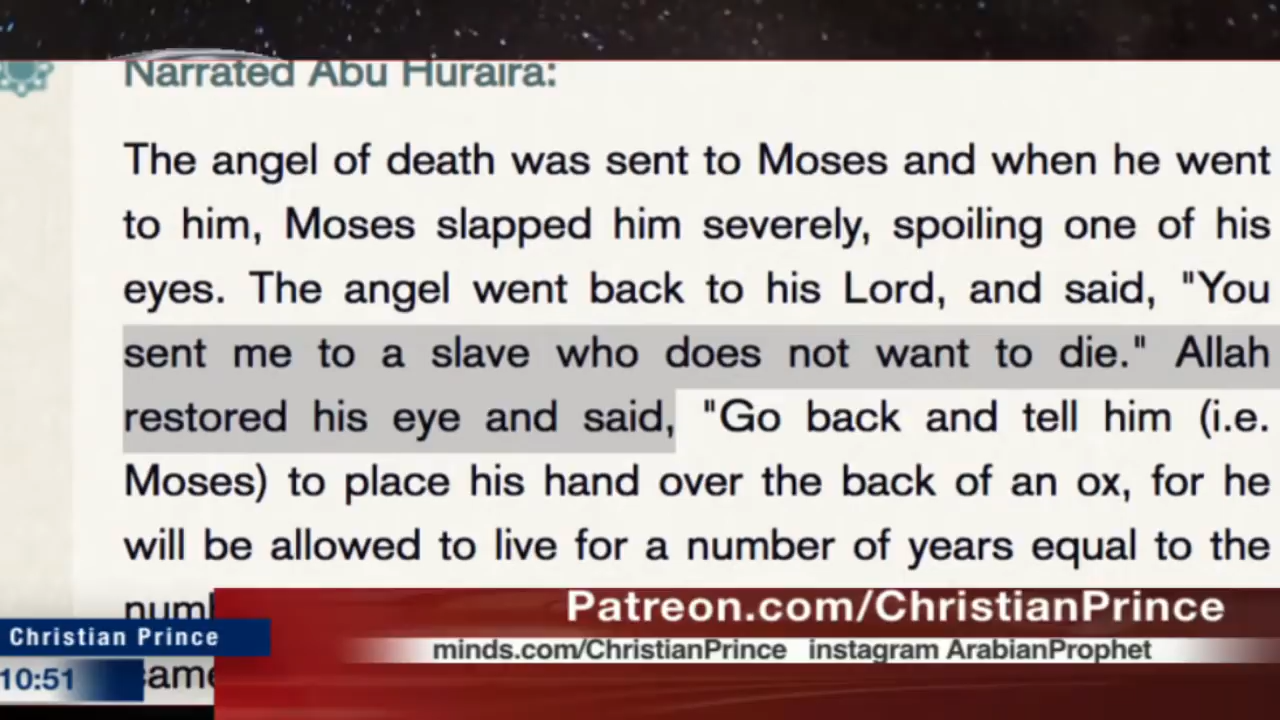 Narrated Abu Huraira:
The angel of death was sent to Moses and when he went
to him, Moses slapped him severely, spoiling one of his
eyes. The angel went back to his Lord, and said, "You
sent me to a slave who does not want to die." Allah
restored his eye and said, "Go back and tell him (i.e.
Moses) to place his hand over the back of an ox, for he
will be allowed to live for a number of years equal to the
Patreon.com/ChristianPrince
Christian Prince
minds.com/ChristianPrince instagram ArabianProphet
10:51